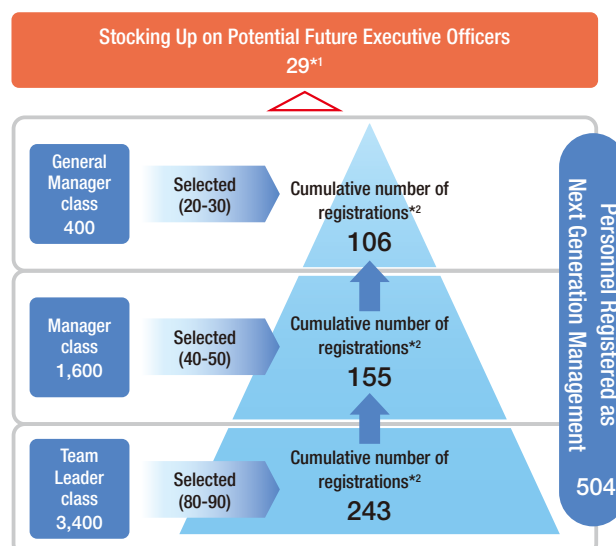 Stocking Up on Potential Future Executive Officers
29*1
General
Manager
class
400
Selected
(20-30)
Cumulative number of
registrations*2
106
Manager
class
1,600
Selected
(40-50)
Cumulative number of
registrations*2
155
Team
Leader
class
3,400
Selected
(80-90)
Cumulative number of
registrations*2
243
Personnel Registered as
Next Generation Management
504